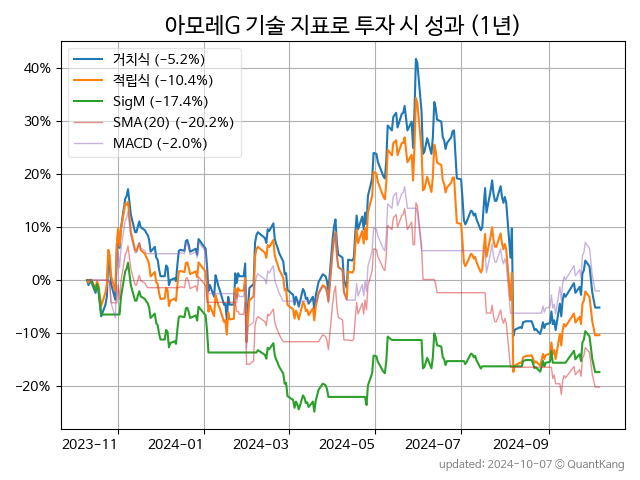 아모레G 기술 지표로 투자 시 성과 (1년)
거치식 (−5.2%)
적립식 (−10.4%)
SigM (−17.4%)
SMA(20) (−20.2%)
MACD (−2.0%)
40%
30%
20%
10%
0%
−10%
−20%
2023−11 2024−01 2024−03 2024−05 2024−07 2024−09
updated: 2024-10-07 © QuantKang